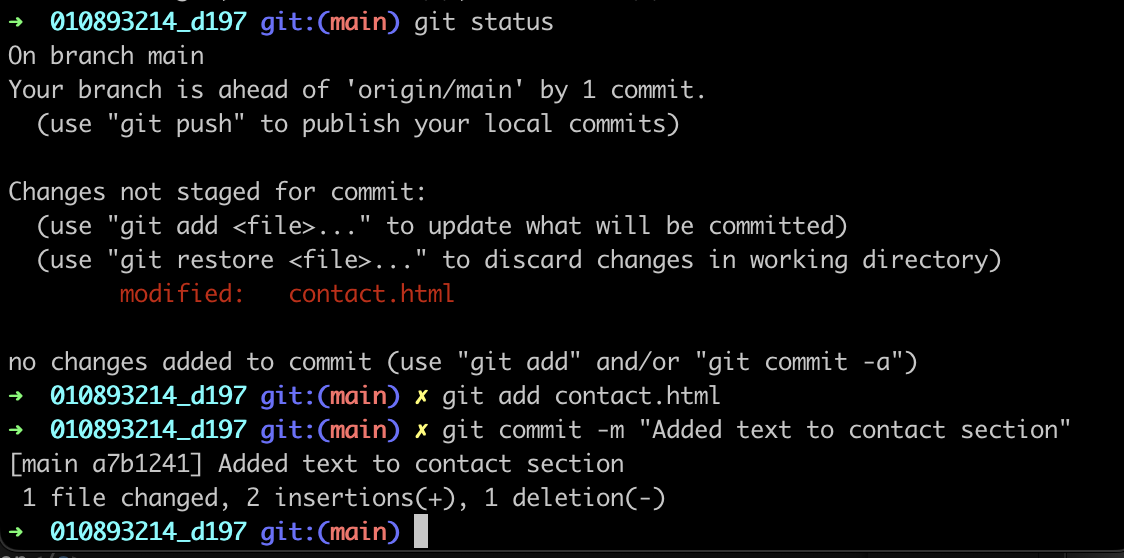 ➜  010893214_d197 git:(main) git status
On branch main
Your branch is ahead of 'origin/main' by 1 commit.
  (use "git push" to publish your local commits)

Changes not staged for commit:
  (use "git add <file>..." to update what will be committed)
  (use "git restore <file>..." to discard changes in working directory)
        modified:   contact.html

no changes added to commit (use "git add" and/or "git commit -a")
➜  010893214_d197 git:(main) ✗ git add contact.html
➜  010893214_d197 git:(main) ✗ git commit -m "Added text to contact section"
[main a7b1241] Added text to contact section
 1 file changed, 2 insertions(+), 1 deletion(-)
➜  010893214_d197 git:(main)